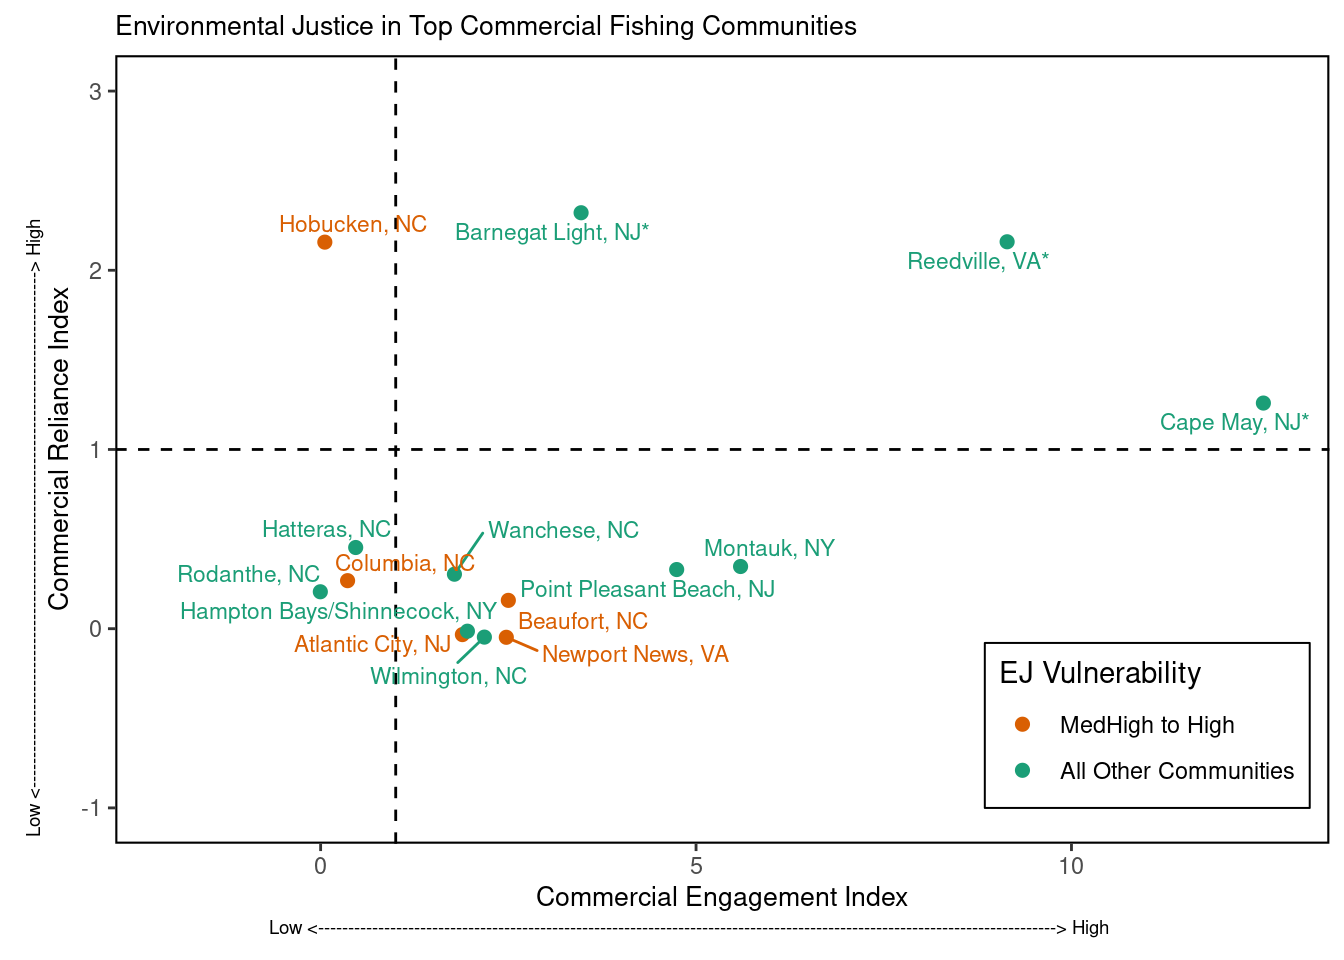 Environmental Justice in Top Commercial Fishing Communities
3
2
1
0
-1
Low <---------------------------------------------------------------------------------------------------> High
Commercial Reliance Index
Hobucken, NC
Barnegat Light, NJ*
Reedville, VA*
Cape May, NJ*
Hatteras, NC
Wanchese, NC
Montauk, NY
Columbia, NC
Rodanthe, NC
Point Pleasant Beach, NJ
Hampton Bays/Shinnecock, NY
Beaufort, NC
Atlantic City, NJ
Newport News, VA
Wilmington, NC
EJ Vulnerability
MedHigh to High
All Other Communities
0
5
10
Commercial Engagement Index
Low <-----------------------------------------------------------------------------------------------------------------------------> High